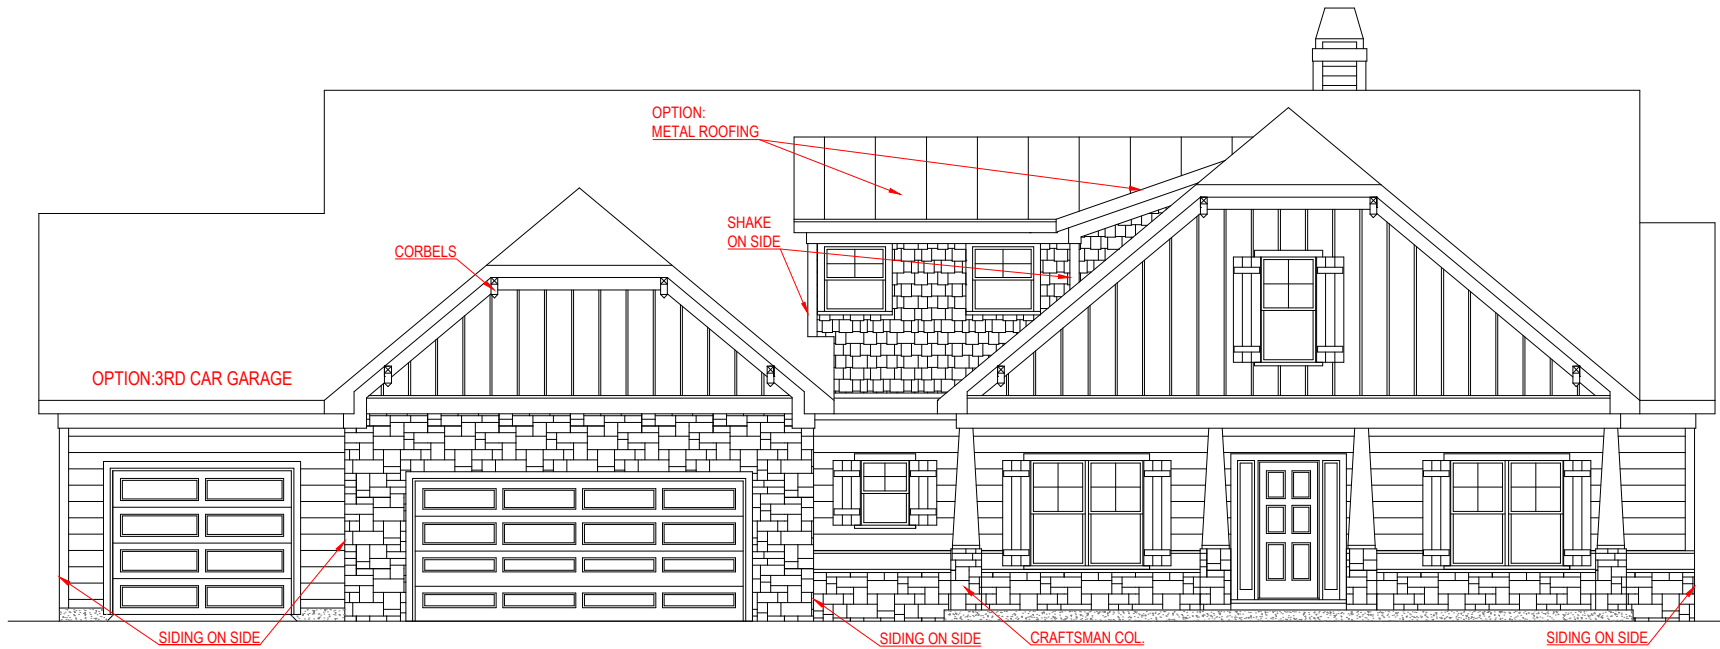 OPTION:
METAL ROOFING
SHAKE
ON SIDE
CORBELS
OPTION:3RD CAR GARAGE
SIDING ON SIDE
SIDING ON SIDE
CRAFTSMAN COL.
SIDING ON SIDE